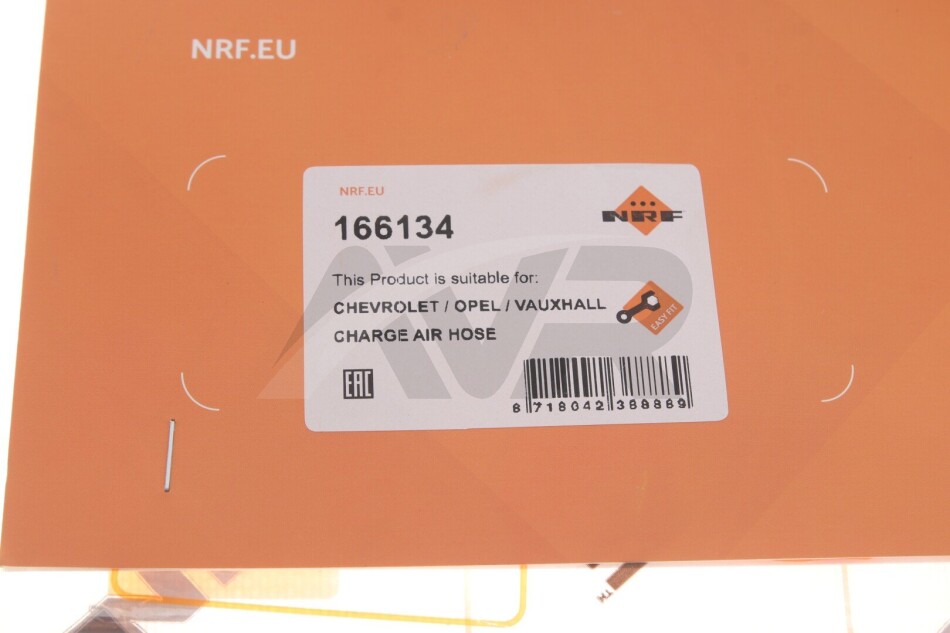 NRF.EU
NRF.EU
NRF
166134
This Product is suitable for:
CHEVROLET / OPEL / VAUXHALL
CHARGE AIR HOSE
EASY FIT
EAC
8 718042 388889